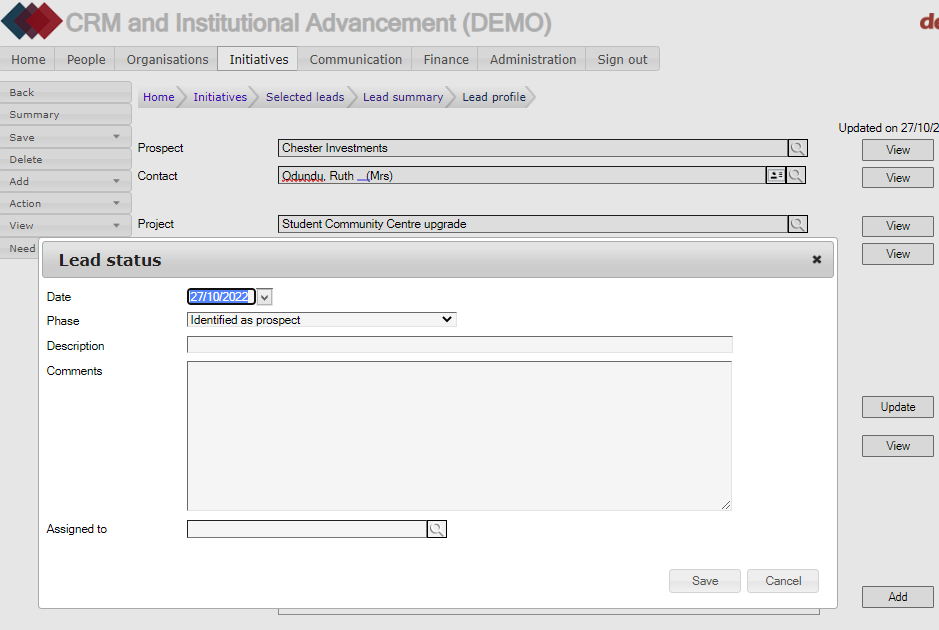 CRM and Institutional Advancement (DEMO)
Home People Organisations Initiatives Communication Finance Administration Sign out
Back
Summary
Save
Delete
Add
Action
View
Need
Home Initiatives Selected leads Lead summary Lead profile
Updated on 27/10/2
Prospect Chester Investments View
Contact Odundu, Ruth (Mrs) View
Project Student Community Centre upgrade View
View
Lead status
Date 27/10/2022
Phase Identified as prospect
Description
Comments
Update
View
Assigned to
Save Cancel
Add